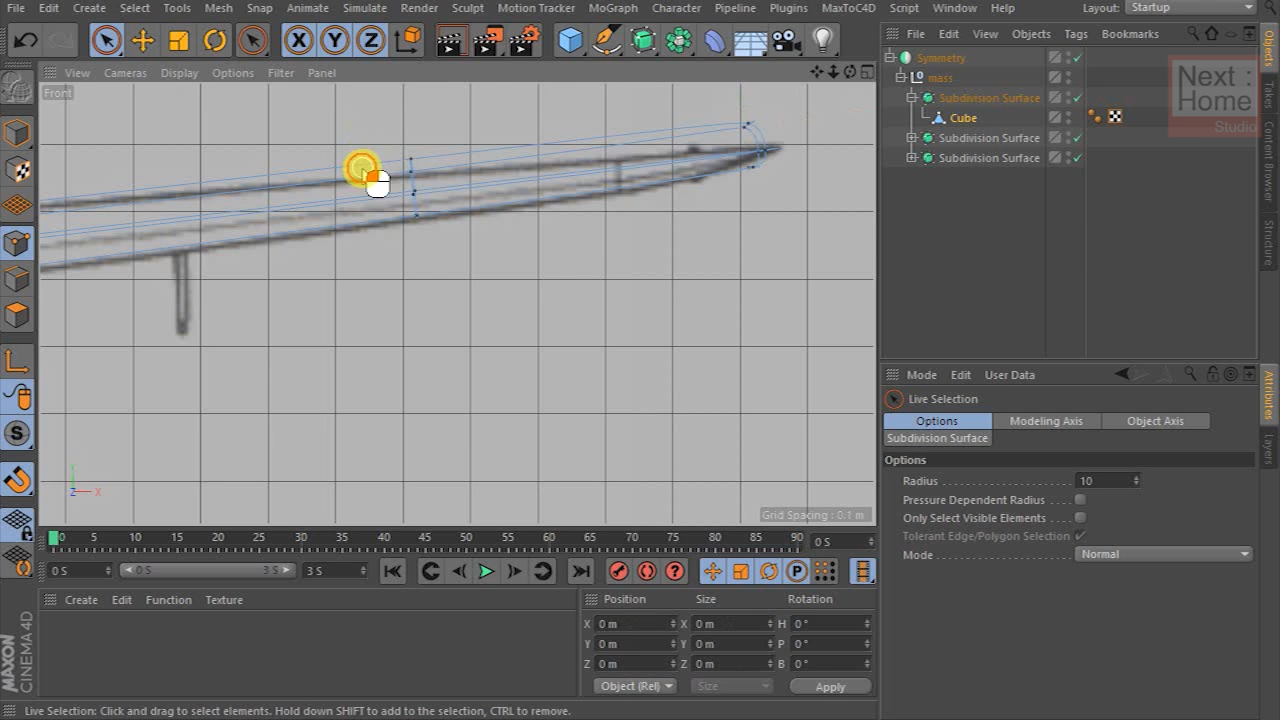 File Edit Create Select Tools Mesh Snap Animate Simulate Render Sculpt Motion Tracker MoGraph Character Pipeline Plugins MaxToC4D Script Window Help Layout: Startup
File Edit View Objects Tags Bookmarks
Objects
Takes
Content Browser
Structure
View Cameras Display Options Filter Panel
Front
Symmetry
mass
Subdivision Surface
Cube
Subdivision Surface
Subdivision Surface
Next :
Home
Studio
Mode Edit User Data
Attributes
Layers
Live Selection
Options Modeling Axis Object Axis
Subdivision Surface
Options
Radius 10
Pressure Dependent Radius
Only Select Visible Elements
Tolerant Edge/Polygon Selection
Mode Normal
Y
Z X
Grid Spacing : 0.1 m
0 5 10 15 20 25 30 35 40 45 50 55 60 65 70 75 80 85 90 0 S
0 S 0 S 3 S 3 S
Create Edit Function Texture
Position Size Rotation
X 0 m X 0 m H 0 °
Y 0 m Y 0 m P 0 °
Z 0 m Z 0 m B 0 °
Object (Rel) Size Apply
MAXON
CINEMA 4D
Live Selection: Click and drag to select elements. Hold down SHIFT to add to the selection, CTRL to remove.